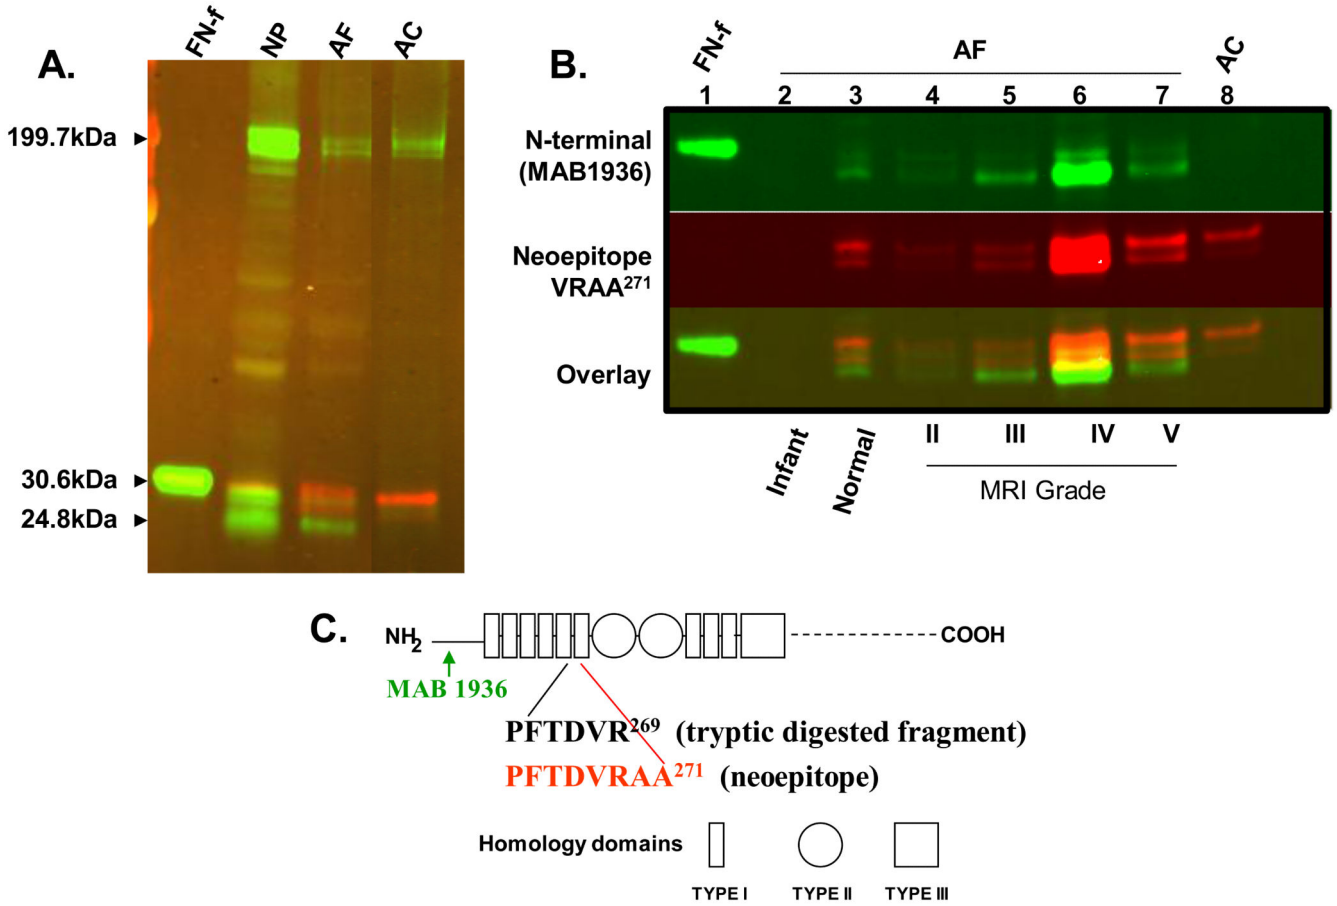 A.
FN-f
NP
AF
AC
199.7kDa
30.6kDa
24.8kDa
B.
FN-f
AF
AC
1 2 3 4 5 6 7 8
N-terminal
(MAB1936)
Neoepitope
VRAA271
Overlay
Infant
Normal
II III IV V
MRI Grade
C.
NH2
COOH
MAB 1936
PFTDVR269 (tryptic digested fragment)
PFTDVRAA271 (neoepitope)
Homology domains
TYPE I TYPE II TYPE III